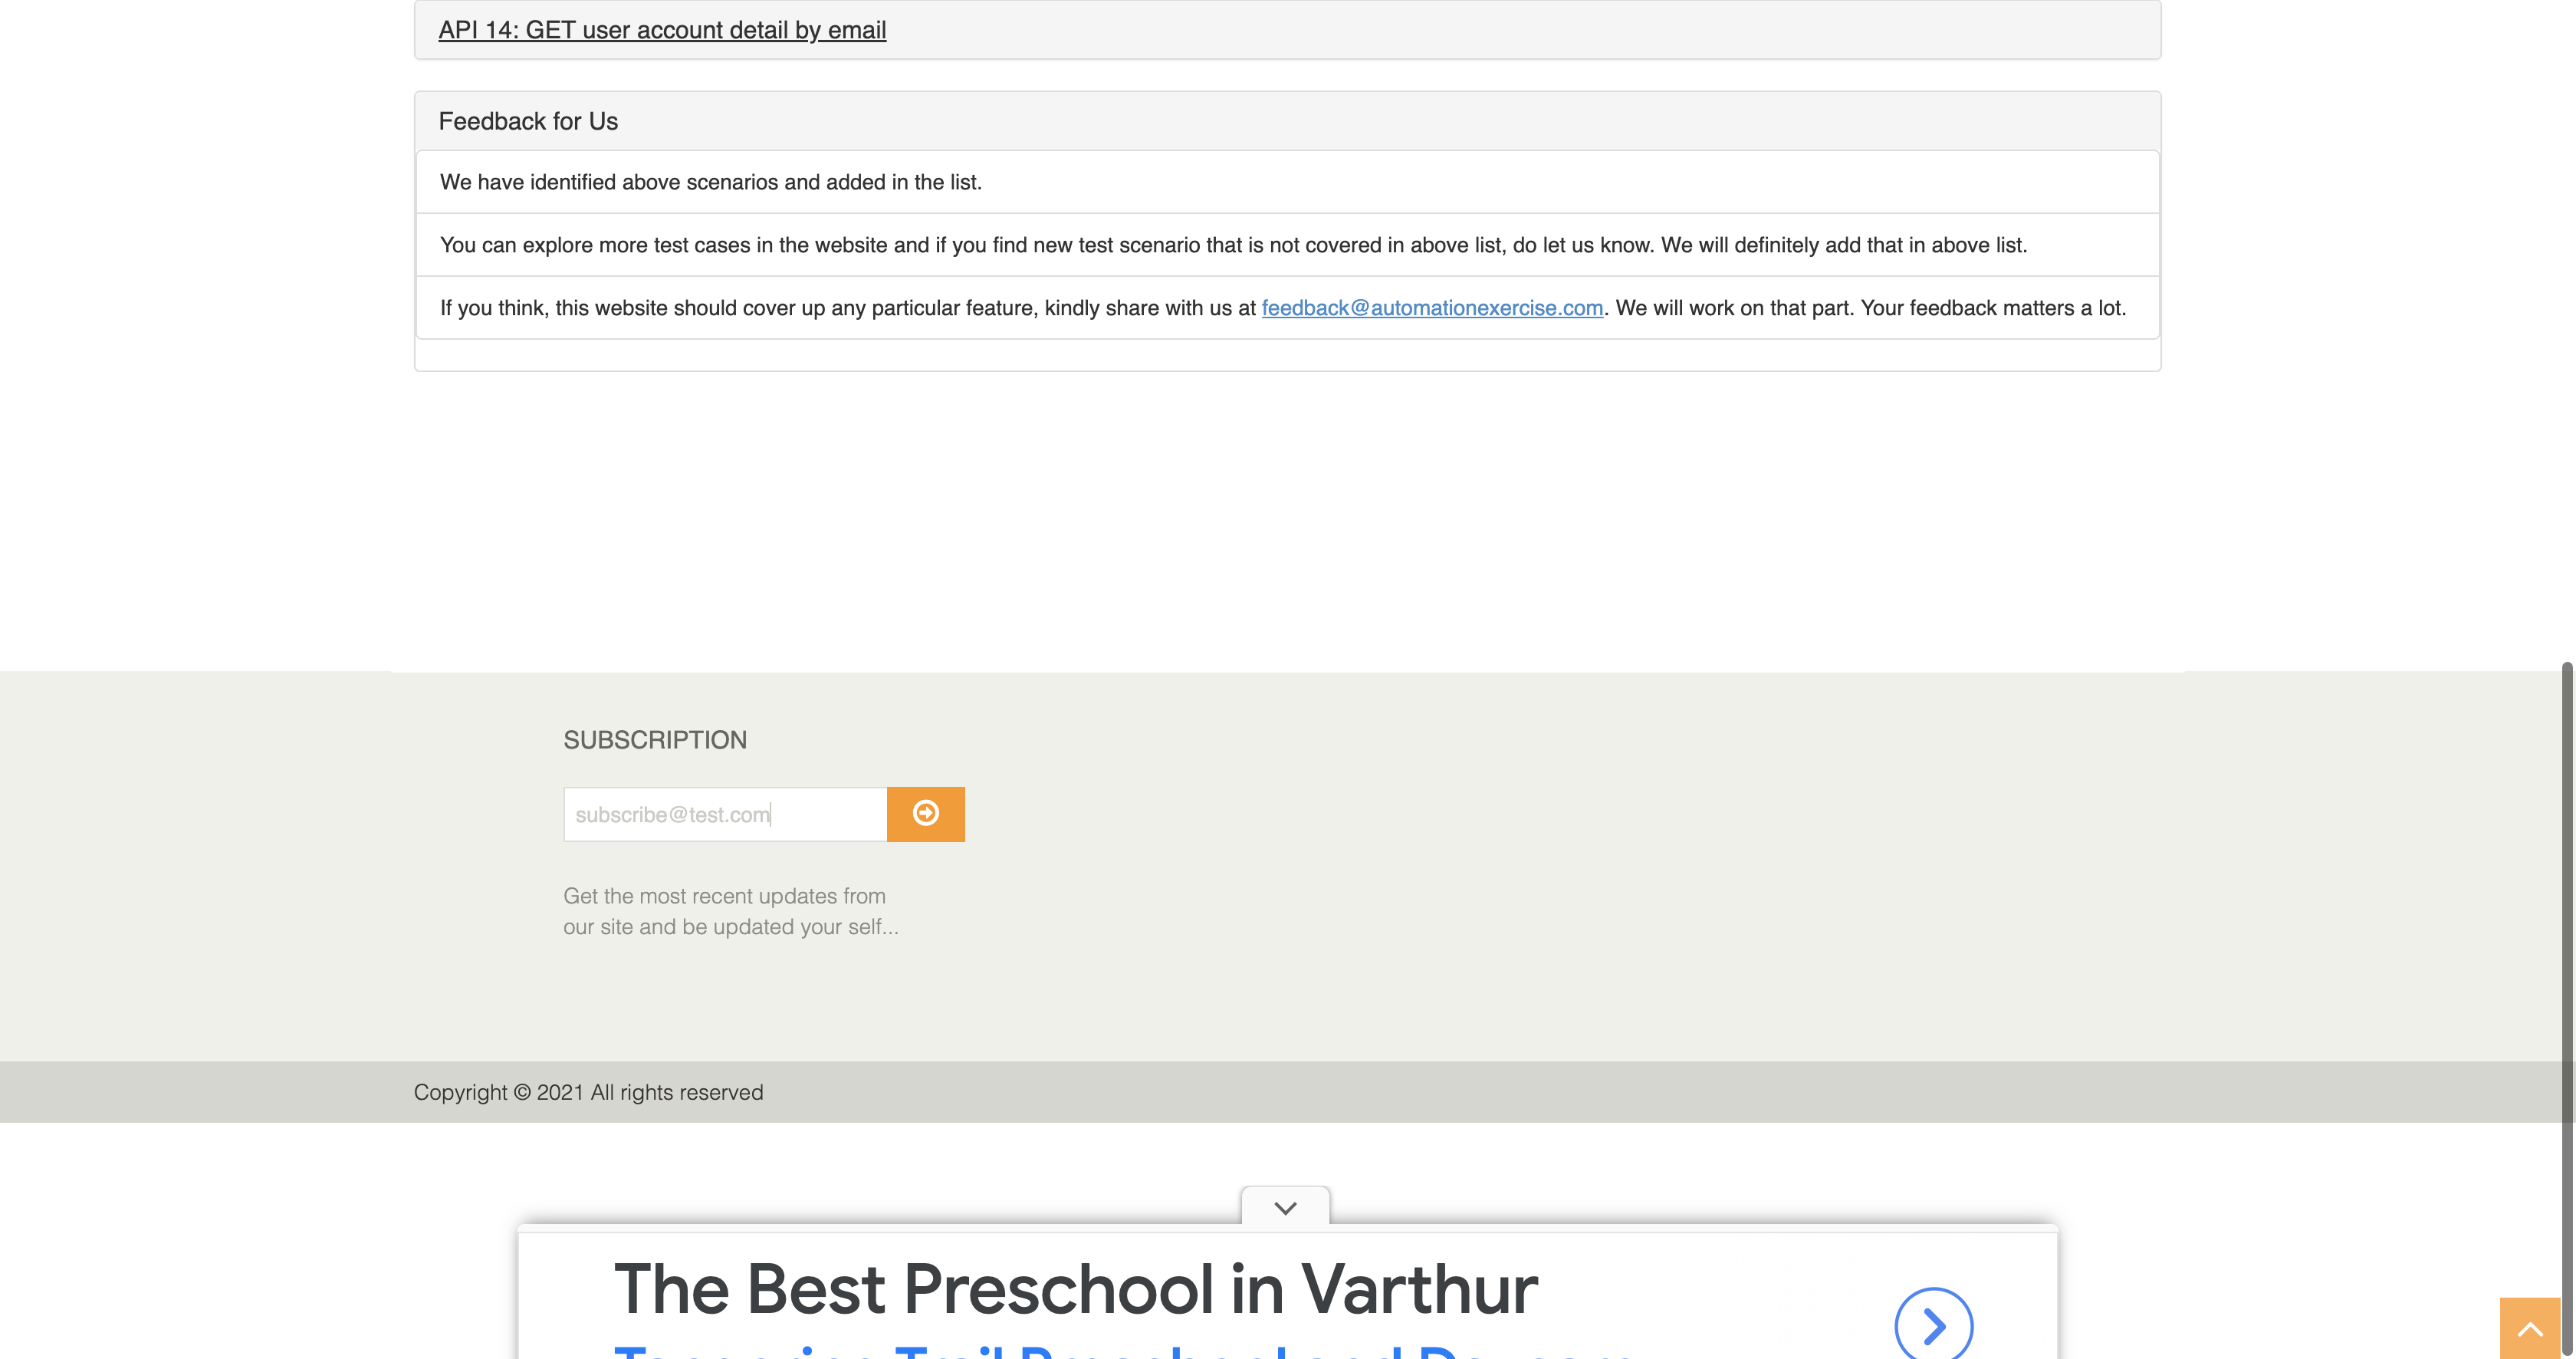 API 14: GET user account detail by email
Feedback for Us
We have identified above scenarios and added in the list.
You can explore more test cases in the website and if you find new test scenario that is not covered in above list, do let us know. We will definitely add that in above list.
If you think, this website should cover up any particular feature, kindly share with us at feedback@automationexercise.com. We will work on that part. Your feedback matters a lot.
SUBSCRIPTION
subscribe@test.com
Get the most recent updates from
our site and be updated your self...
Copyright © 2021 All rights reserved
The Best Preschool in Varthur